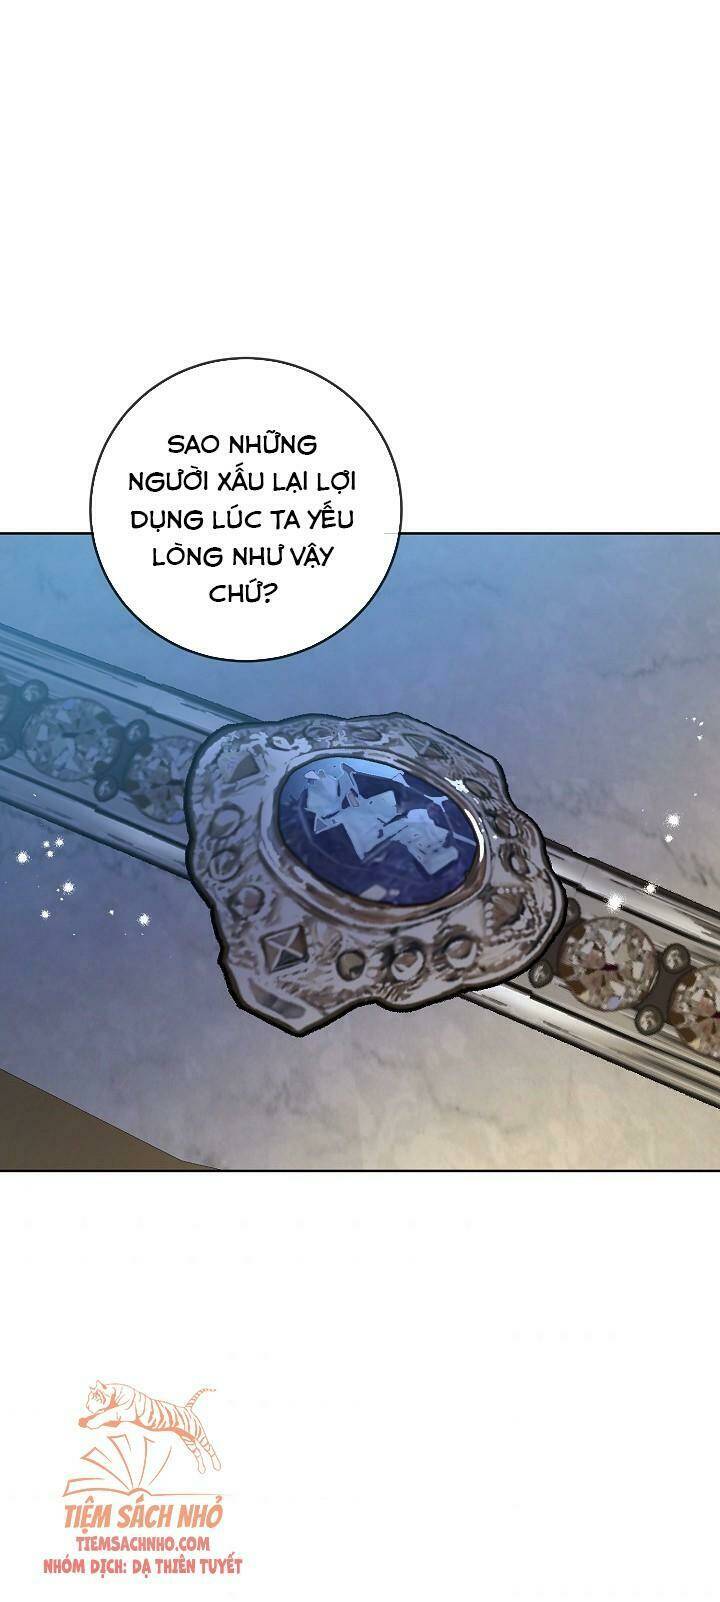 SAO NHỮNG
NGƯỜI XẤU LẠI LỢI
DỤNG LÚC TA YẾU
LÒNG NHƯ VẬY
CHỨ?
TIỆM SÁCH NHỎ
TIEMSACHNHO.COM
NHÓM DỊCH: DẠ THIÊN TUYẾT